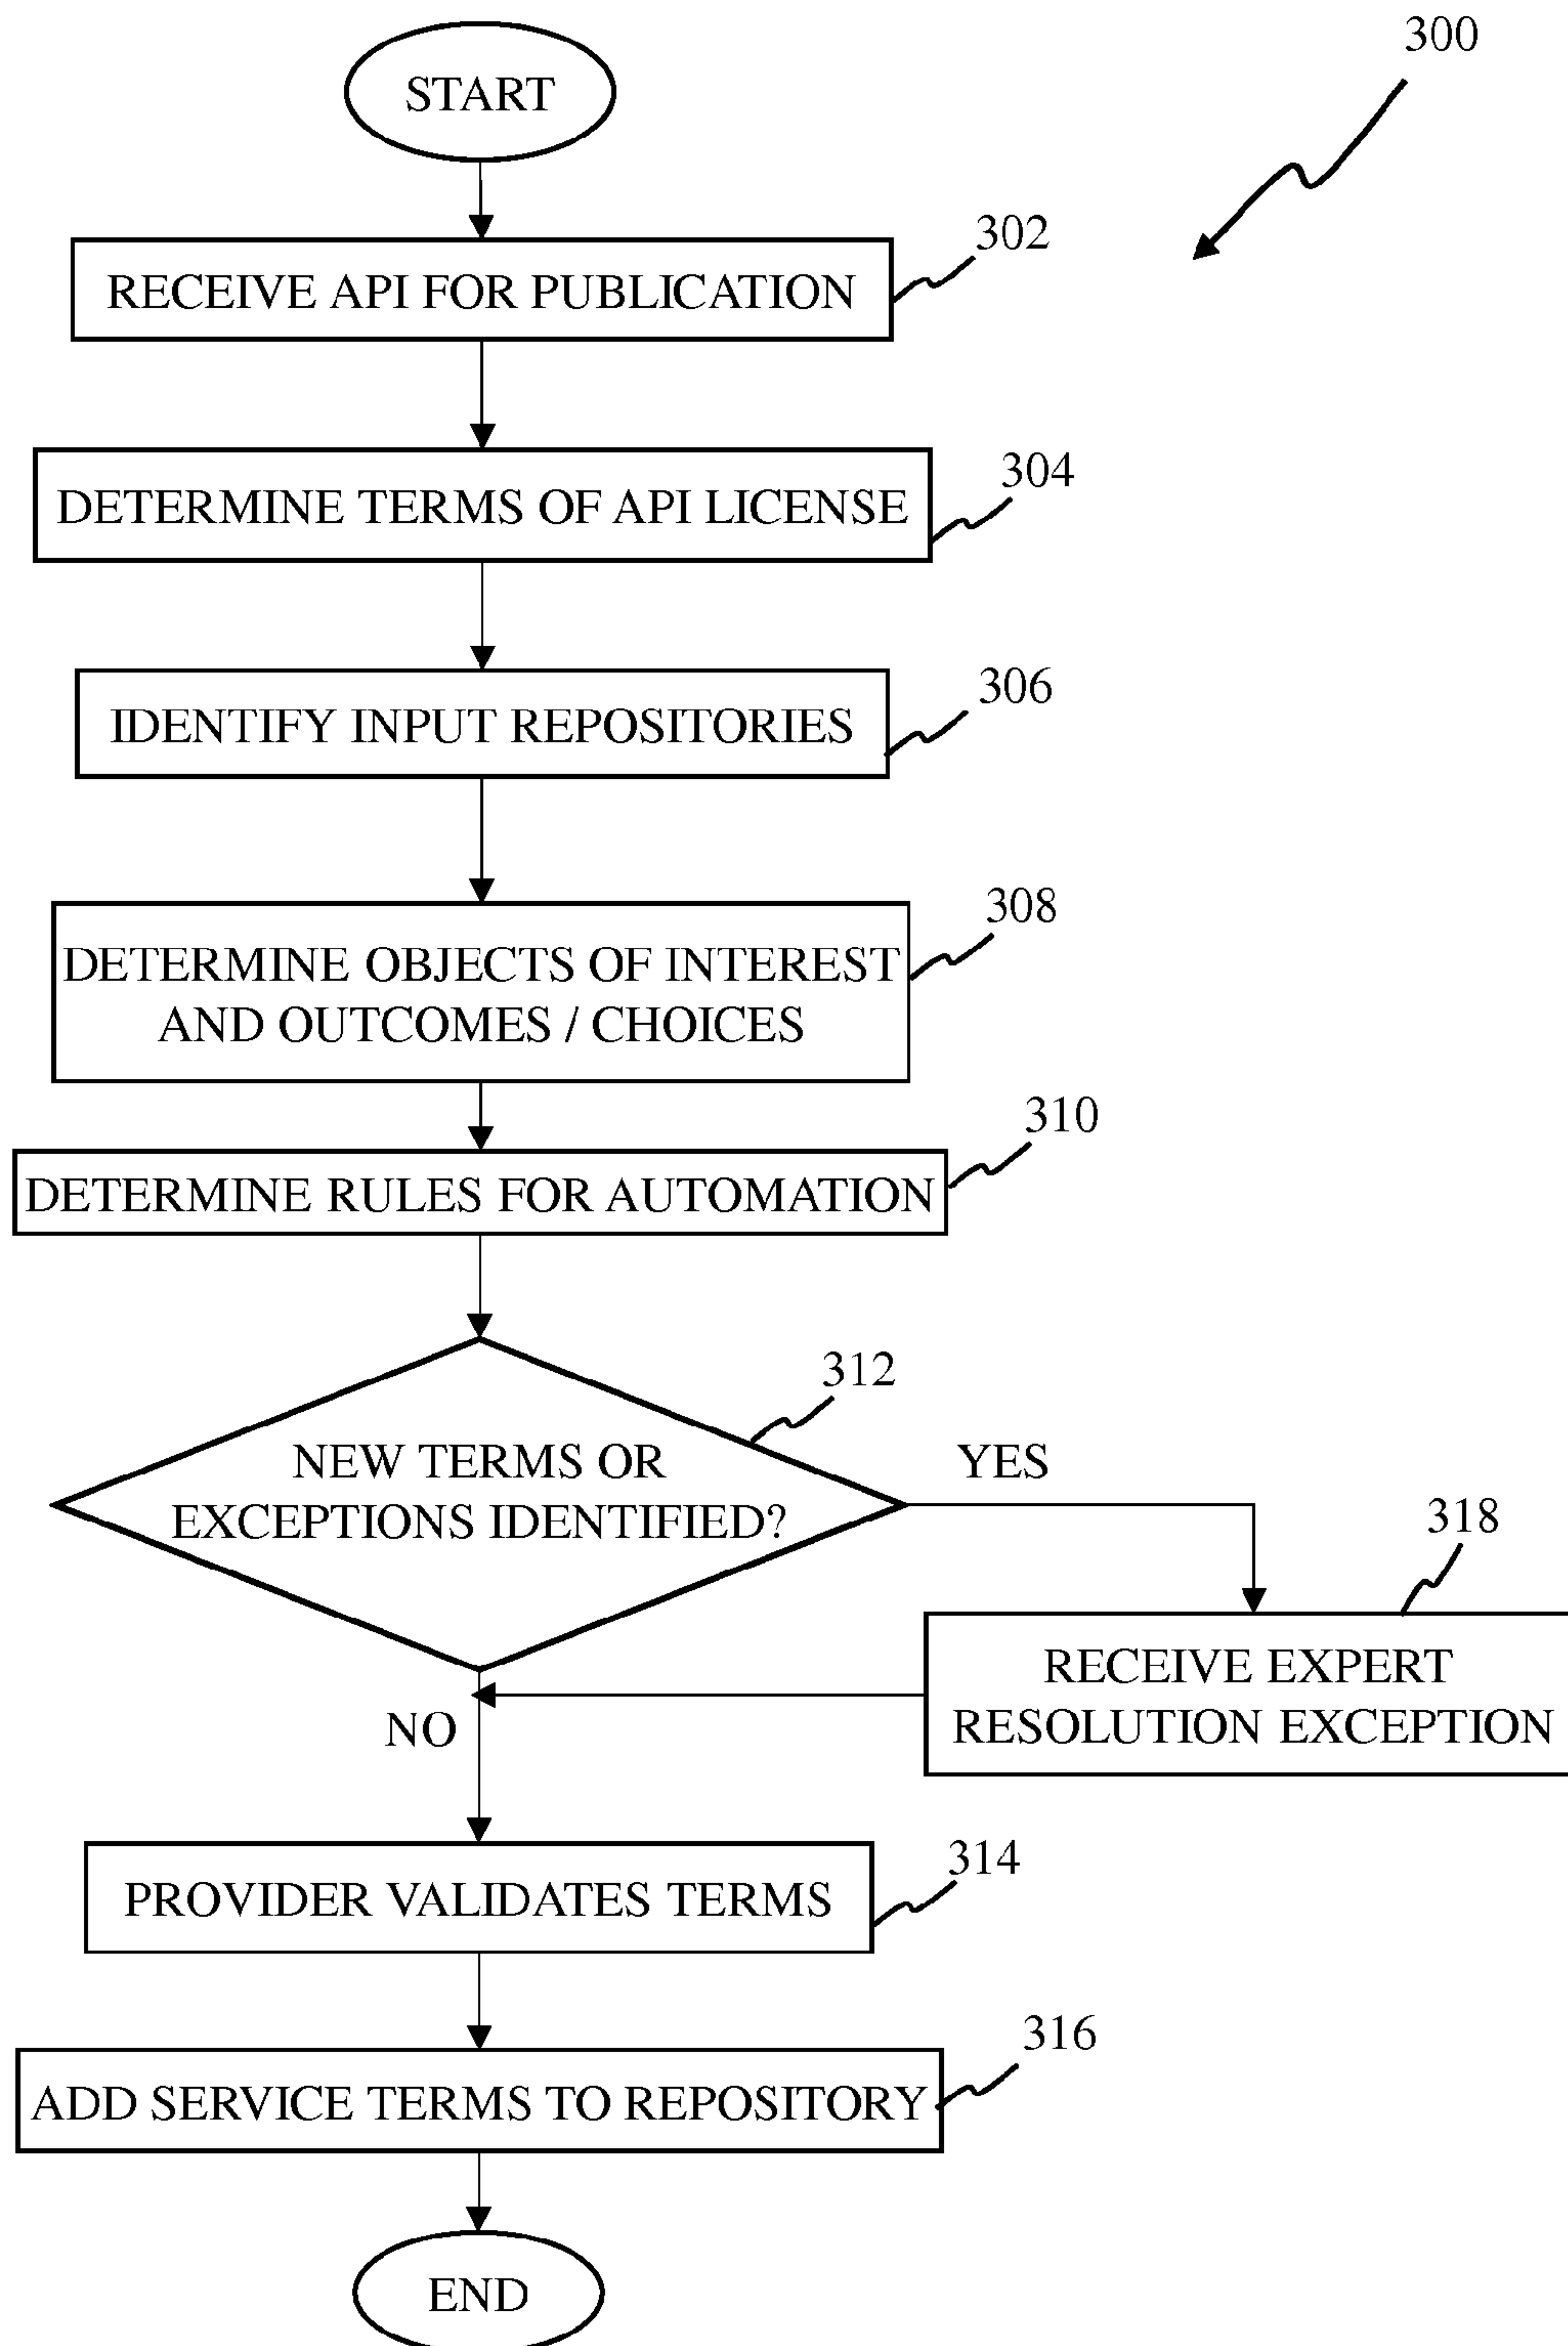 START
300
302
RECEIVE API FOR PUBLICATION
304
DETERMINE TERMS OF API LICENSE
306
IDENTIFY INPUT REPOSITORIES
308
DETERMINE OBJECTS OF INTEREST
AND OUTCOMES / CHOICES
310
DETERMINE RULES FOR AUTOMATION
312
NEW TERMS OR
EXCEPTIONS IDENTIFIED?
YES
318
RECEIVE EXPERT
RESOLUTION EXCEPTION
NO
314
PROVIDER VALIDATES TERMS
316
ADD SERVICE TERMS TO REPOSITORY
END